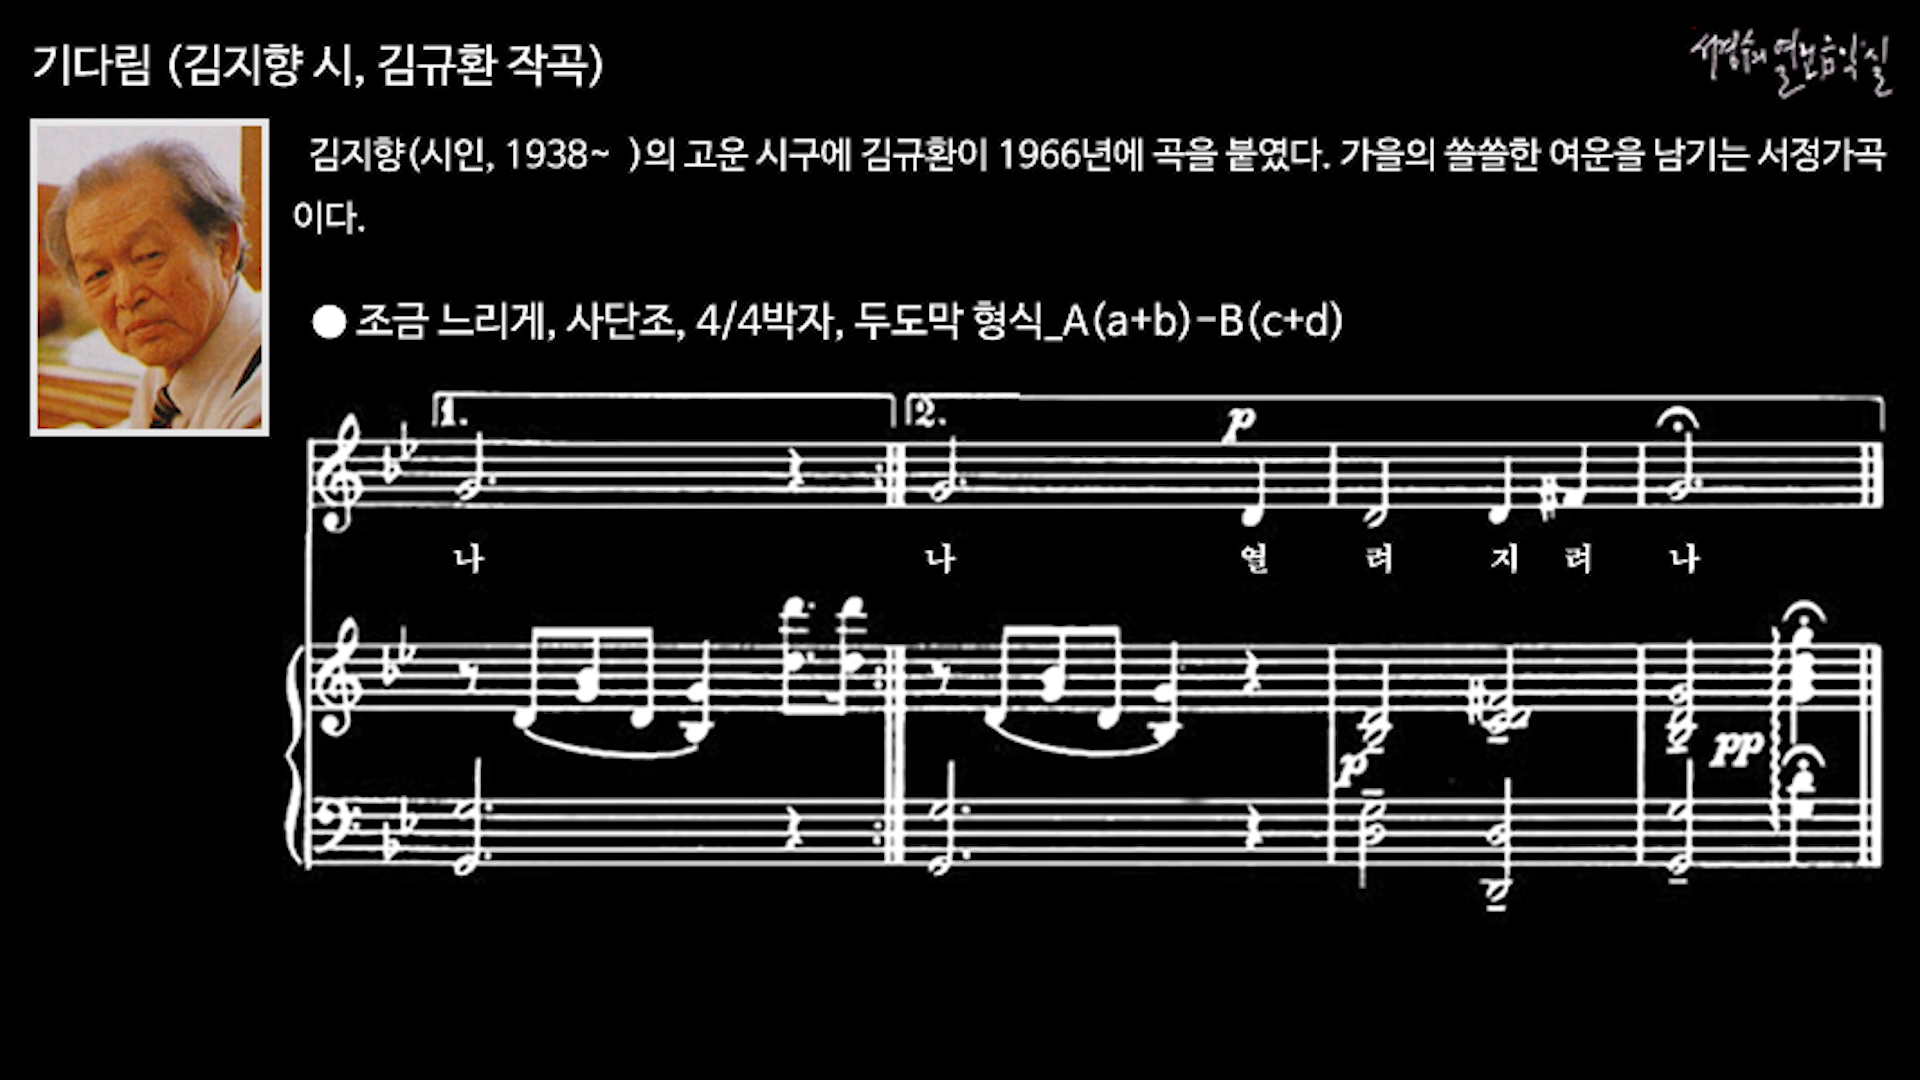 기다림 (김지향 시, 김규환 작곡)
서경수의 열린음악실
김지향(시인, 1938~ )의 고운 시구에 김규환이 1966년에 곡을 붙였다. 가을의 쓸쓸한 여운을 남기는 서정가곡
이다.
● 조금 느리게, 사단조, 4/4박자, 두도막 형식_A(a+b)-B(c+d)
1. 2. p
나 나 열 려 지 려 나
p pp